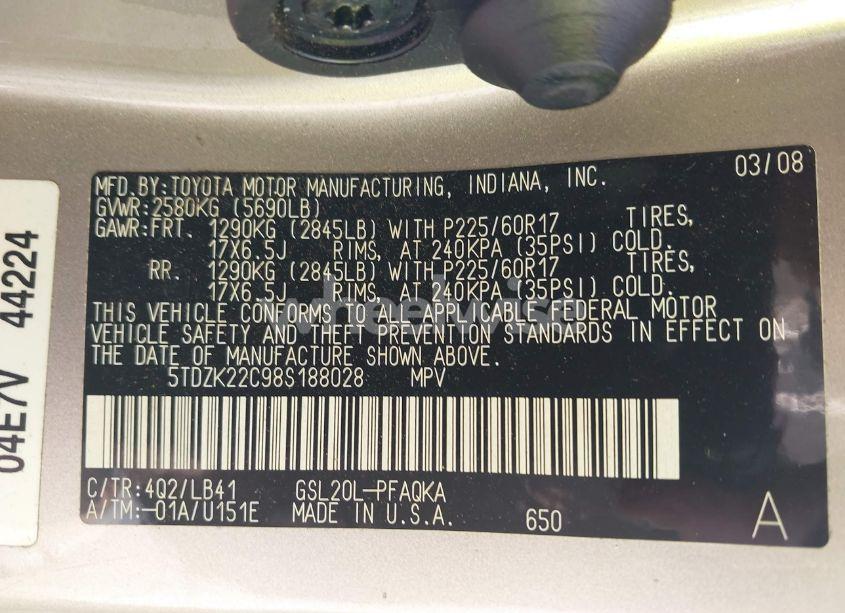 03/08
MFD.BY:TOYOTA MOTOR MANUFACTURING, INDIANA, INC.
GVWR:2580KG (5690LB)
GAWR:FRT. 1290KG (2845LB) WITH P225/60R17 TIRES,
17X6.5J RIMS, AT 240KPA (35PSI) COLD.
RR. 1290KG (2845LB) WITH P225/60R17 TIRES,
17X6.5J RIMS, AT 240KPA (35PSI) COLD.
THIS VEHICLE CONFORMS TO ALL APPLICABLE FEDERAL MOTOR
VEHICLE SAFETY AND THEFT PREVENTION STANDARDS IN EFFECT ON
THE DATE OF MANUFACTURE SHOWN ABOVE.
5TDZK22C98S188028 MPV
C/TR:4Q2/LB41 GSL20L-PFAQKA
A/TM:-01A/U151E MADE IN U.S.A. 650 A
04E7V 44224